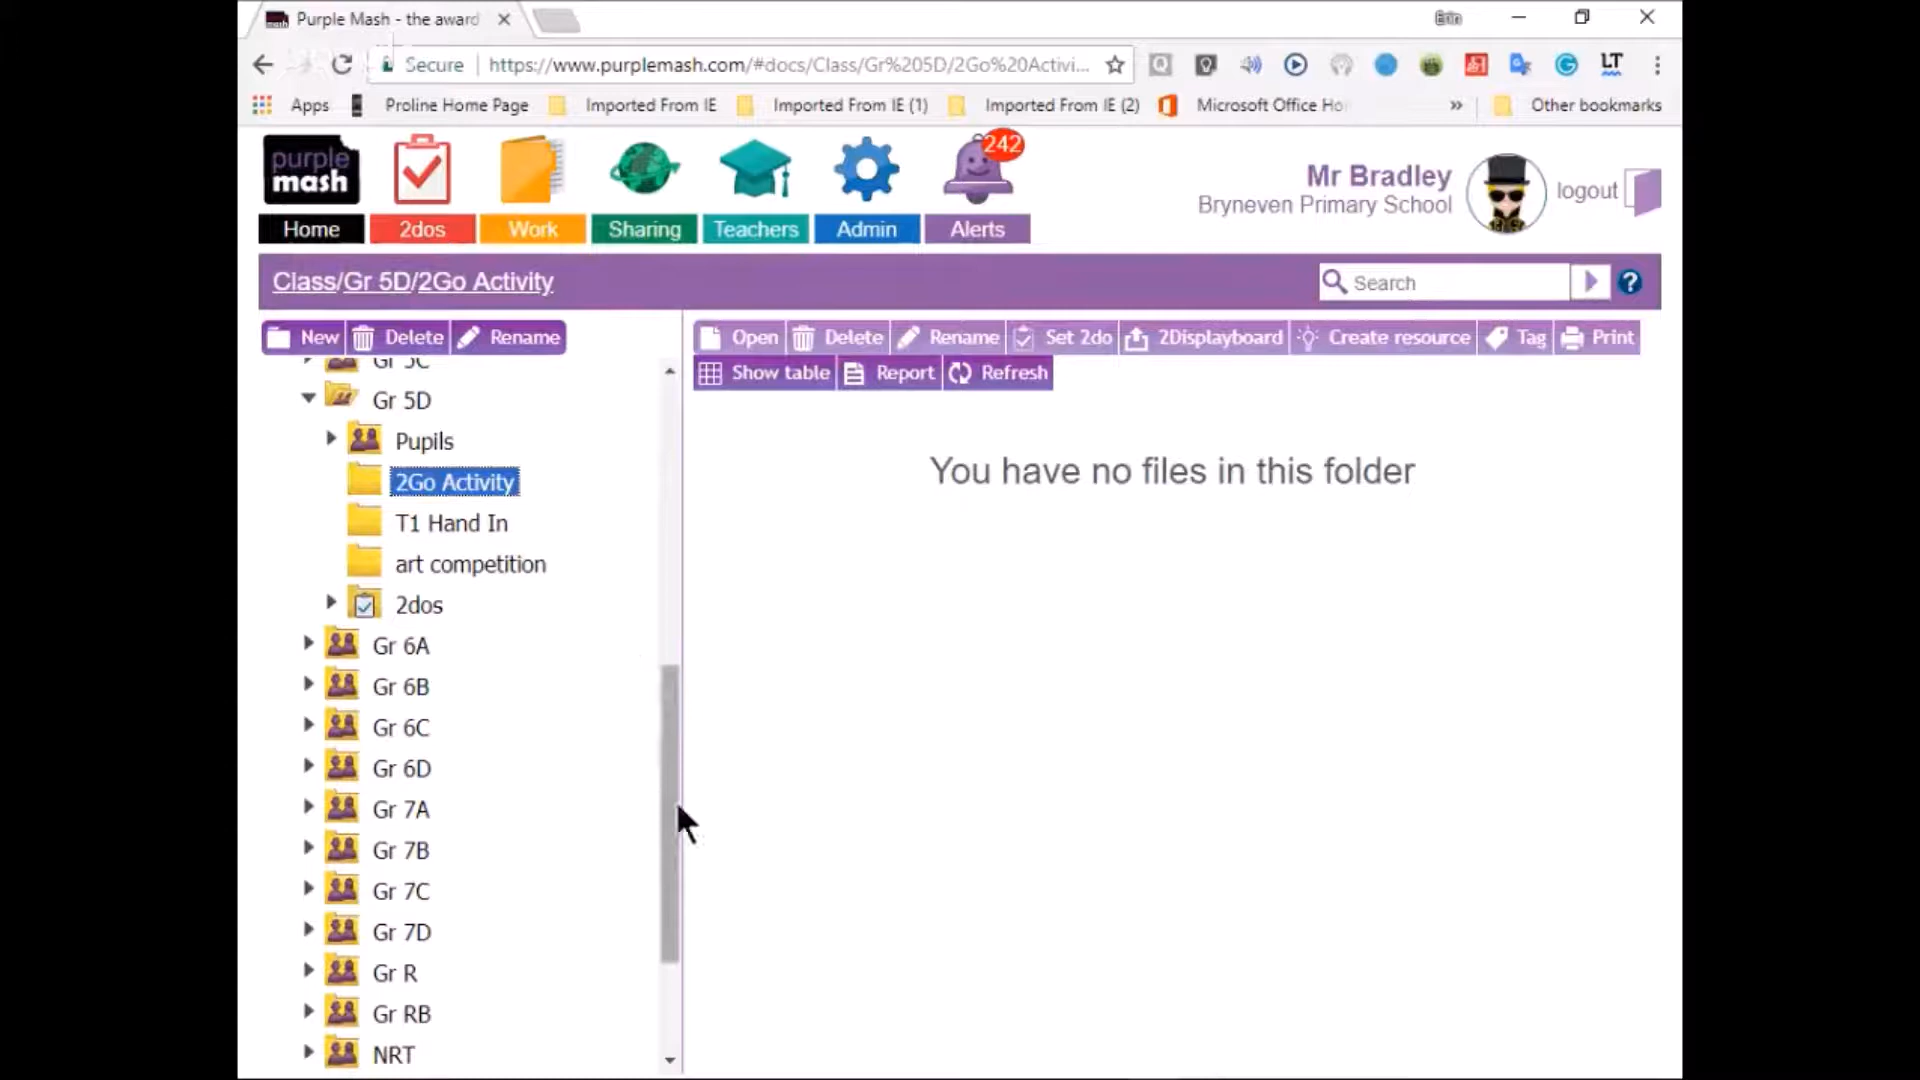 Purple Mash - the award
Secure https://www.purplemash.com/#docs/Class/Gr%205D/2Go%20Activi...
Apps Proline Home Page Imported From IE Imported From IE (1) Imported From IE (2) Microsoft Office Ho » Other bookmarks
purple mash
242
Home 2dos Work Sharing Teachers Admin Alerts
Mr Bradley
Bryneven Primary School
logout
Class/Gr 5D/2Go Activity
Search
?
New Delete Rename
Open Delete Rename Set 2do 2Displayboard Create resource Tag Print
Show table Report Refresh
Gr 5C
Gr 5D
Pupils
2Go Activity
T1 Hand In
art competition
2dos
Gr 6A
Gr 6B
Gr 6C
Gr 6D
Gr 7A
Gr 7B
Gr 7C
Gr 7D
Gr R
Gr RB
NRT
You have no files in this folder